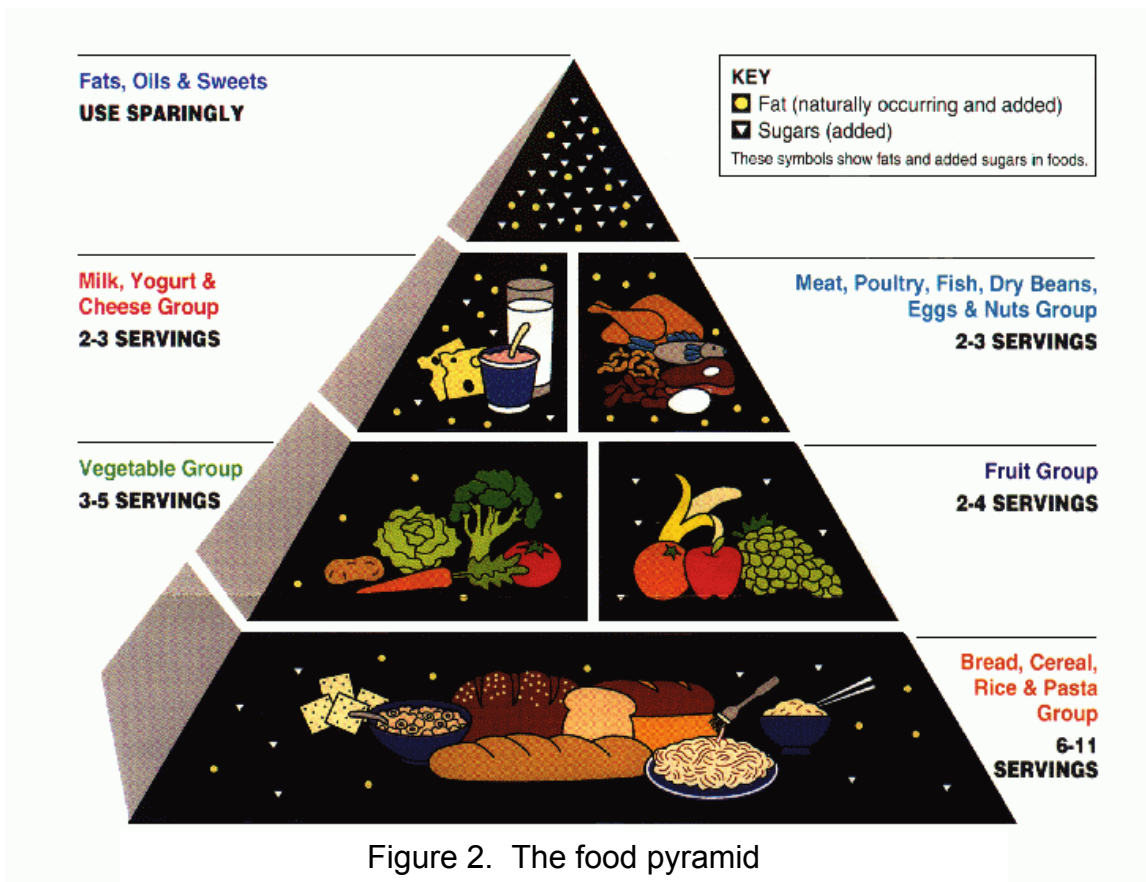 Fats, Oils & Sweets
USE SPARINGLY
KEY
Fat (naturally occurring and added)
Sugars (added)
These symbols show fats and added sugars in foods.
Milk, Yogurt &
Cheese Group
2-3 SERVINGS
Meat, Poultry, Fish, Dry Beans,
Eggs & Nuts Group
2-3 SERVINGS
Vegetable Group
3-5 SERVINGS
Fruit Group
2-4 SERVINGS
Bread, Cereal,
Rice & Pasta
Group
6-11
SERVINGS
Figure 2. The food pyramid